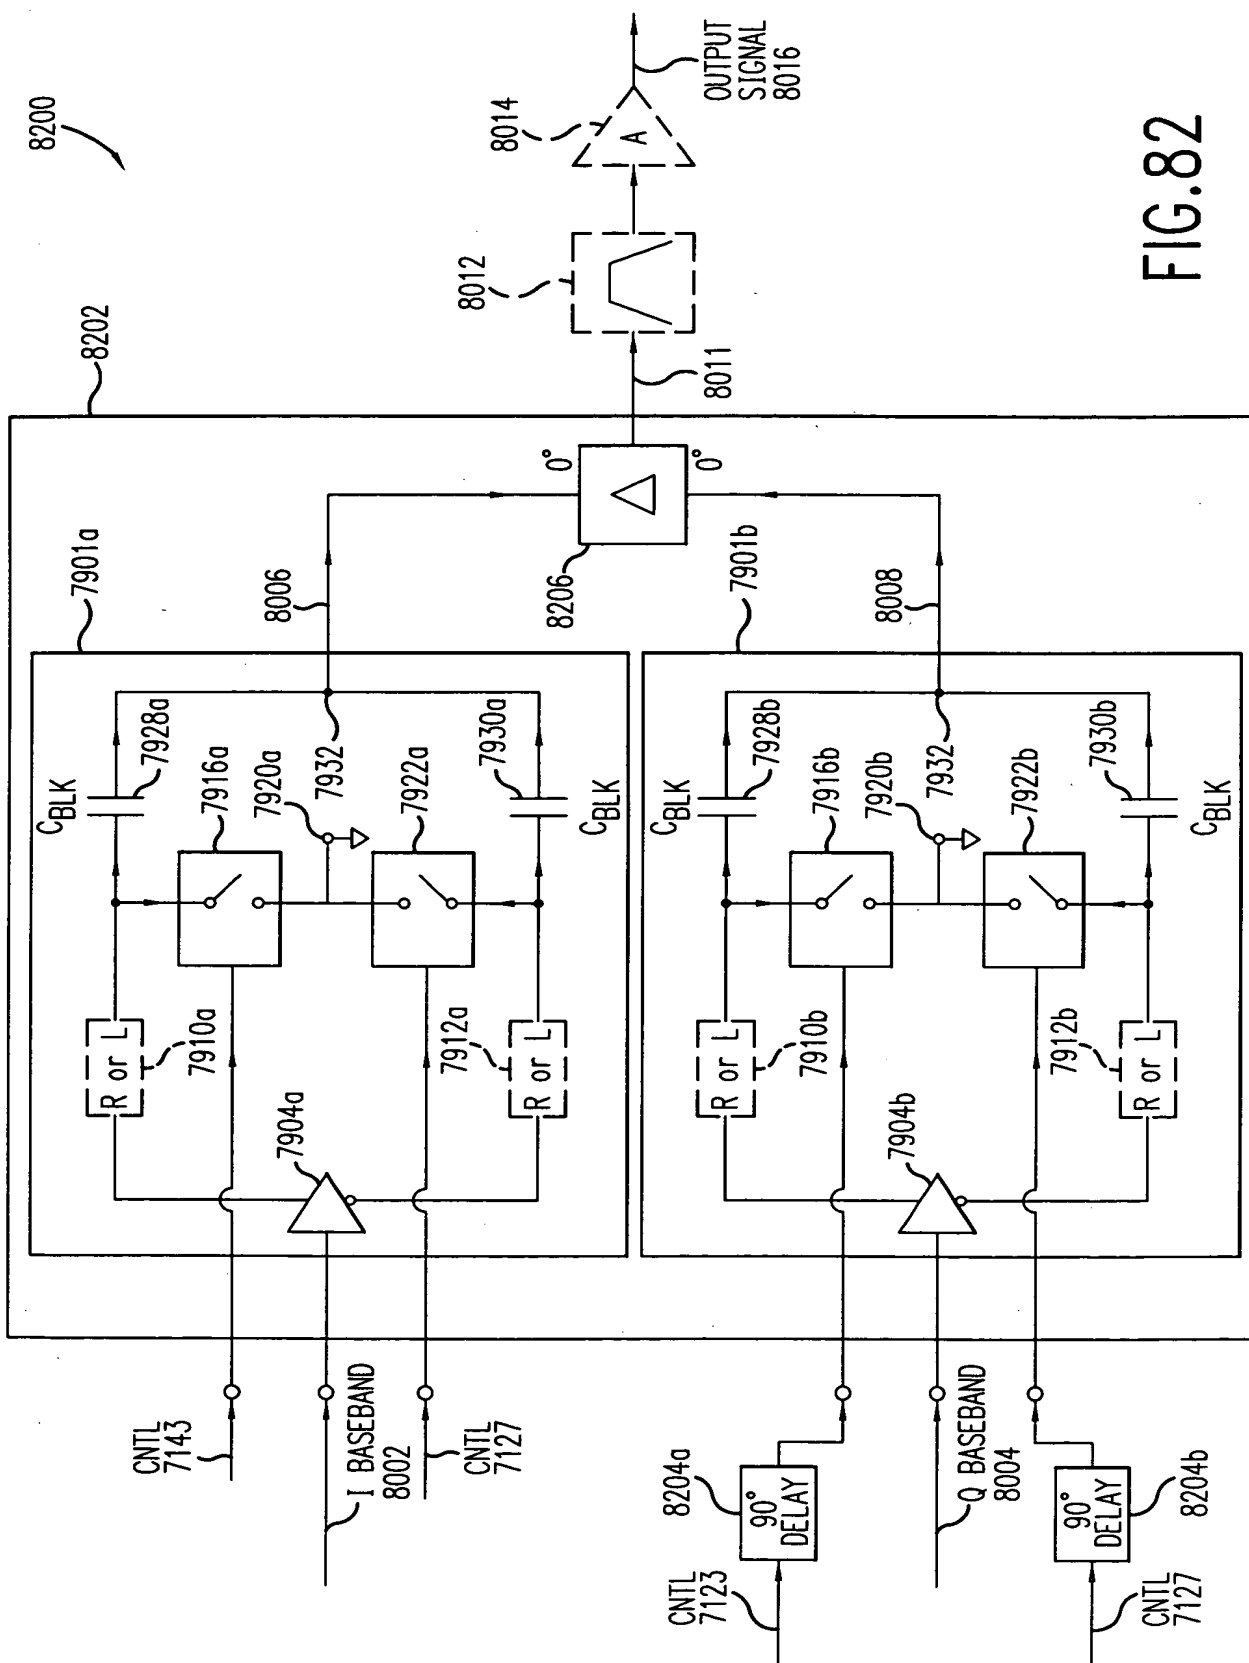 8200
8202
7901a
C_BLK
7928a
R or L
7910a
7916a
7920a
7932
7904a
7922a
7912a
R or L
7930a
C_BLK
8006
CNTL
7143
I BASEBAND
8002
CNTL
7127
0°
8206
0°
8011
8012
A
8014
OUTPUT
SIGNAL
8016
7901b
C_BLK
7928b
R or L
7910b
7916b
7920b
7932
7904b
7922b
7912b
R or L
7930b
C_BLK
8008
8204a
90°
DELAY
CNTL
7123
Q BASEBAND
8004
90°
DELAY
8204b
CNTL
7127
FIG.82